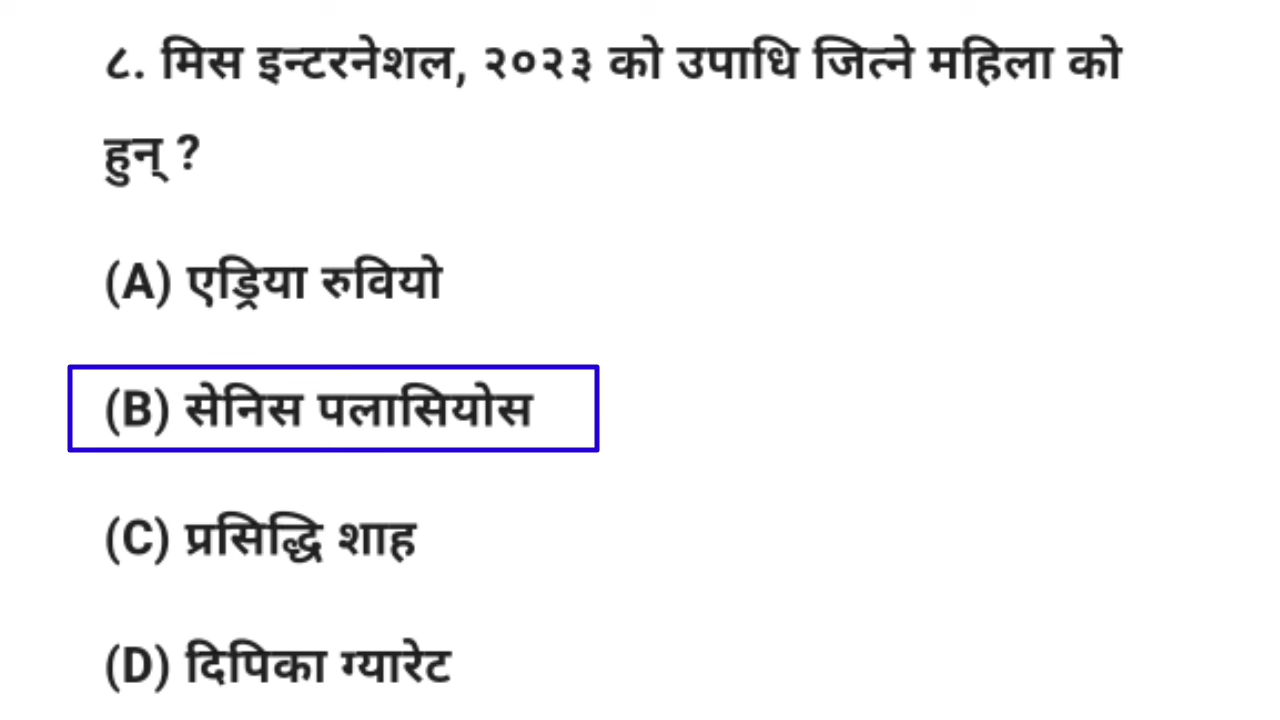 ८. मिस इन्टरनेशल, २०२३ को उपाधि जित्ने महिला को
हुन् ?
(A) एड्रिया रुवियो
(B) सेनिस पलासियोस
(C) प्रसिद्धि शाह
(D) दिपिका ग्यारेट